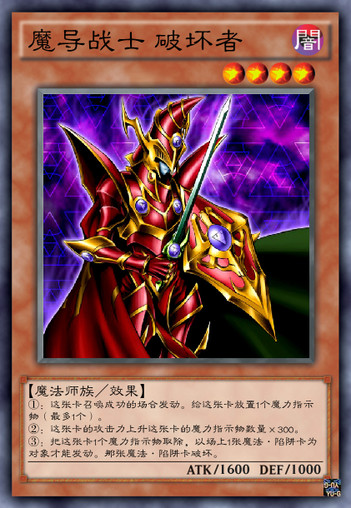 魔导战士 破坏者
闇
【魔法师族／效果】
①：这张卡召唤成功的场合发动。给这张卡放置1个魔力指示
物（最多1个）。
②：这张卡的攻击力上升这张卡的魔力指示物数量×300。
③：把这张卡1个魔力指示物取除，以场上1张魔法·陷阱卡为
对象才能发动。那张魔法·陷阱卡破坏。
ATK/1600 DEF/1000
YU-G